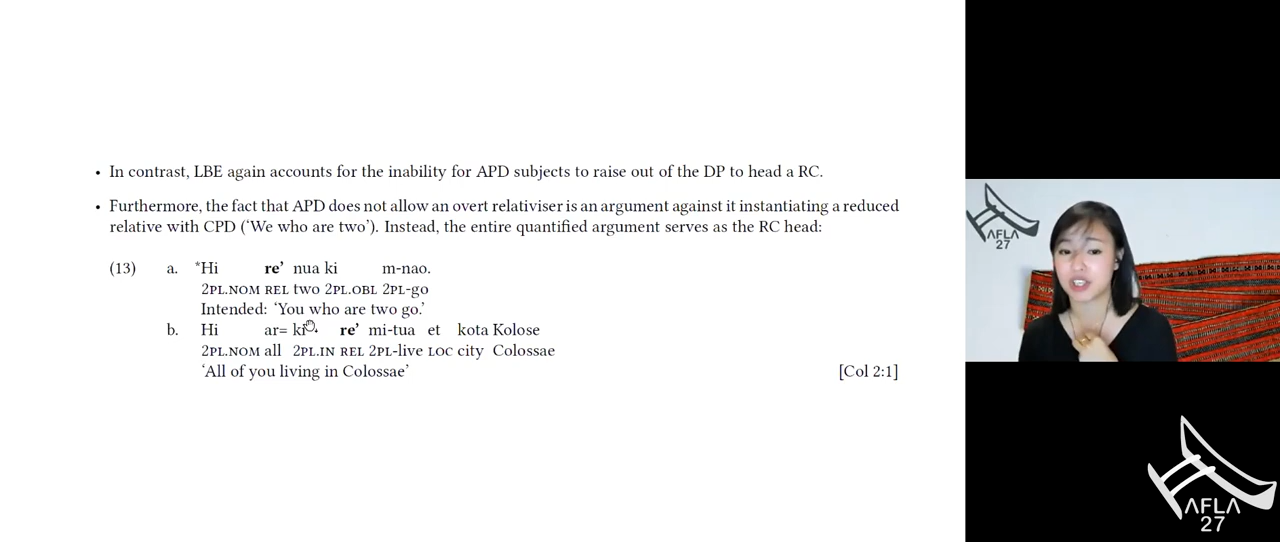 • In contrast, LBE again accounts for the inability for APD subjects to raise out of the DP to head a RC.
• Furthermore, the fact that APD does not allow an overt relativiser is an argument against it instantiating a reduced
relative with CPD (‘We who are two’). Instead, the entire quantified argument serves as the RC head:
(13) a. *Hi re’ nua ki m-nao.
2PL.NOM REL two 2PL.OBL 2PL-go
Intended: ‘You who are two go.’
b. Hi ar= re’ mi-tua et kota Kolose
2PL.NOM all 2PL.IN REL 2PL-live LOC city Colossae
‘All of you living in Colossae’ [Col 2:1]
AFLA
27
AFLA
27